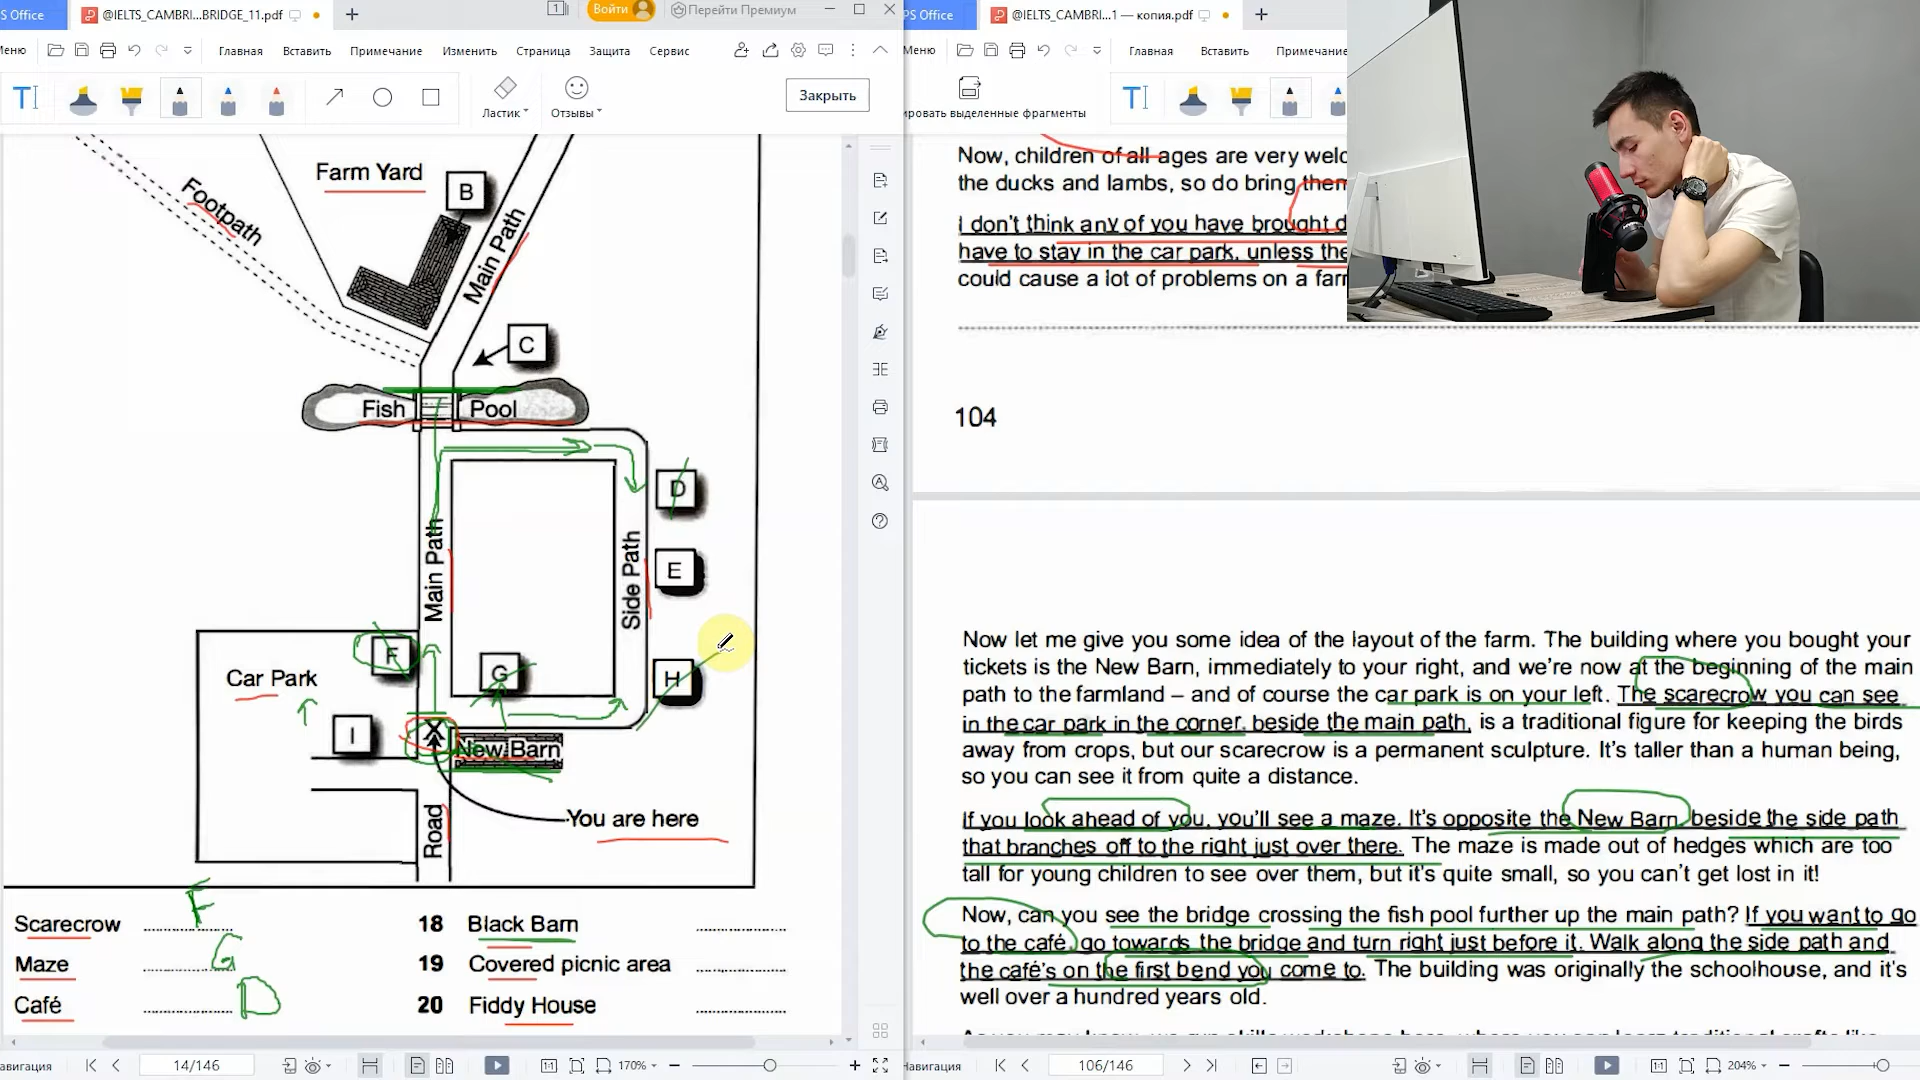 S Office
@IELTS_CAMBRI...BRIDGE_11.pdf
Войти
Перейти Премиум
PS Office
@IELTS_CAMBRI...1 — копия.pdf
Главная
Вставить
Примечание
Изменить
Страница
Защита
Сервис
Главная
Вставить
Ластик
Отзывы
Закрыть
выделенные фрагменты
Farm Yard
B
Footpath
Main Path
C
Fish Pool
D
E
Main Path
Side Path
F
G
H
Car Park
I
X
New Barn
You are here
Road
Scarecrow F
Maze G
Café D
18 Black Barn
19 Covered picnic area
20 Fiddy House
14/146
170%
Now, children of all ages are very
the ducks and lambs, so do bring them
I don't think any of you have brought
have to stay in the car park, unless
could cause a lot of problems on a
104
Now let me give you some idea of the layout of the farm. The building where you bought your
tickets is the New Barn, immediately to your right, and we're now at the beginning of the main
path to the farmland – and of course the car park is on your left. The scarecrow you can see
in the car park in the corner, beside the main path, is a traditional figure for keeping the birds
away from crops, but our scarecrow is a permanent sculpture. It's taller than a human being,
so you can see it from quite a distance.
If you look ahead of you, you'll see a maze. It's opposite the New Barn, beside the side path
that branches off to the right just over there. The maze is made out of hedges which are too
tall for young children to see over them, but it's quite small, so you can't get lost in it!
Now, can you see the bridge crossing the fish pool further up the main path? If you want to go
to the café, go towards the bridge and turn right just before it. Walk along the side path and
the café's on the first bend you come to. The building was originally the schoolhouse, and it's
well over a hundred years old.
106/146
204%